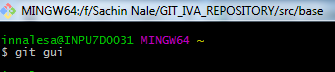 MINGW64:/f/Sachin Nale/GIT_IVA_REPOSITORY/src/base
innalesa@INPU7D0031 MINGW64 ~
$ git gui